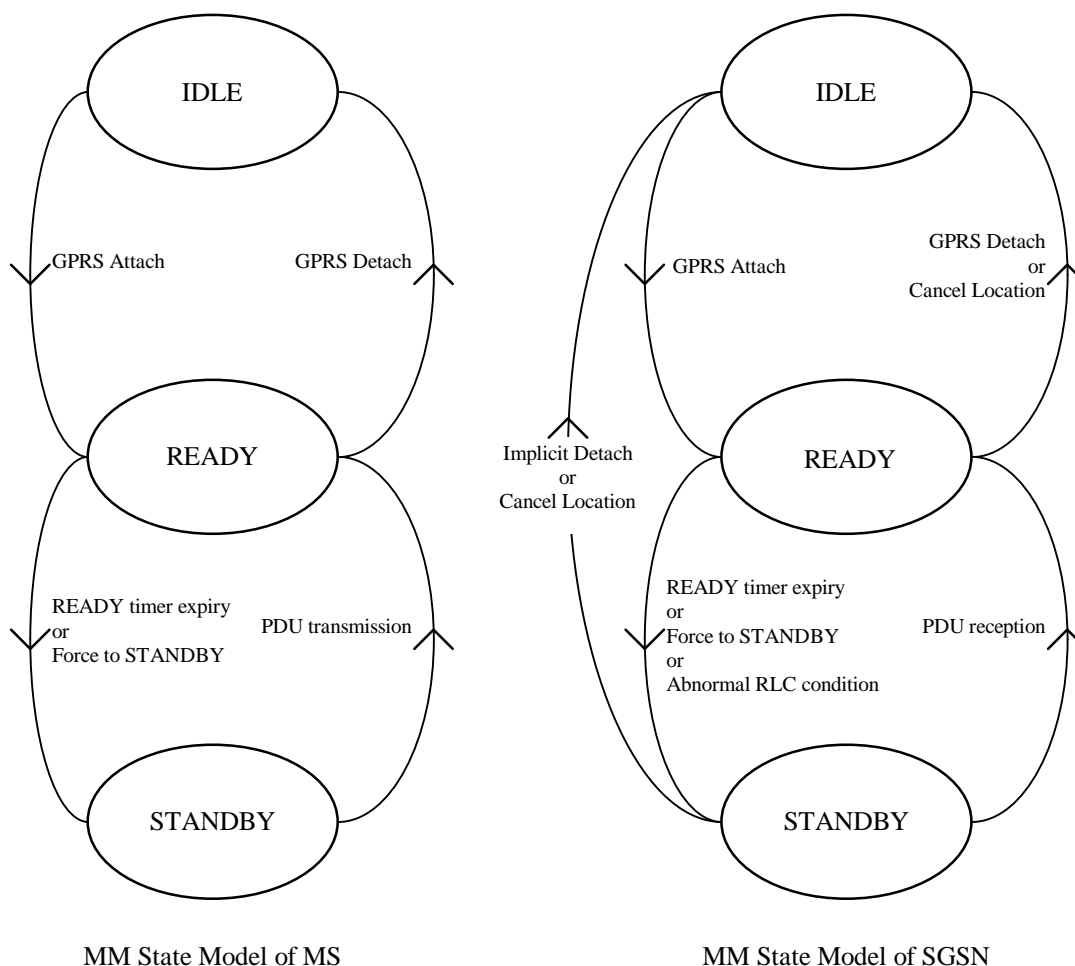 IDLE
GPRS Attach
GPRS Detach
READY
READY timer expiry
or
Force to STANDBY
PDU transmission
STANDBY
MM State Model of MS
IDLE
GPRS Attach
GPRS Detach
or
Cancel Location
Implicit Detach
or
Cancel Location
READY
READY timer expiry
or
Force to STANDBY
or
Abnormal RLC condition
PDU reception
STANDBY
MM State Model of SGSN